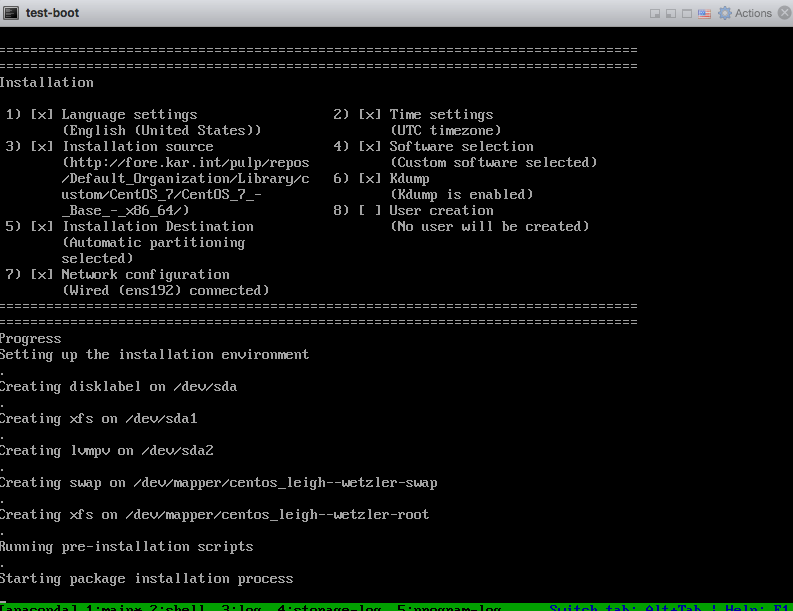 test-boot
Actions
================================================================================
================================================================================
Installation
1) [x] Language settings 2) [x] Time settings
(English (United States)) (UTC timezone)
3) [x] Installation source 4) [x] Software selection
(http://fore.kar.int/pulp/repos (Custom software selected)
/Default_Organization/Library/c 6) [x] Kdump
ustom/CentOS_7/CentOS_7_- (Kdump is enabled)
_Base_-_x86_64/) 8) [ ] User creation
5) [x] Installation Destination (No user will be created)
(Automatic partitioning
selected)
7) [x] Network configuration
(Wired (ens192) connected)
================================================================================
================================================================================
Progress
Setting up the installation environment
.
Creating disklabel on /dev/sda
.
Creating xfs on /dev/sda1
.
Creating lvmpv on /dev/sda2
.
Creating swap on /dev/mapper/centos_leigh--wetzler-swap
.
Creating xfs on /dev/mapper/centos_leigh--wetzler-root
.
Running pre-installation scripts
.
Starting package installation process
[anaconda] 1:main* 2:shell 3:log 4:storage-log 5:program-log Switch tab: Alt+Tab | Help: F1